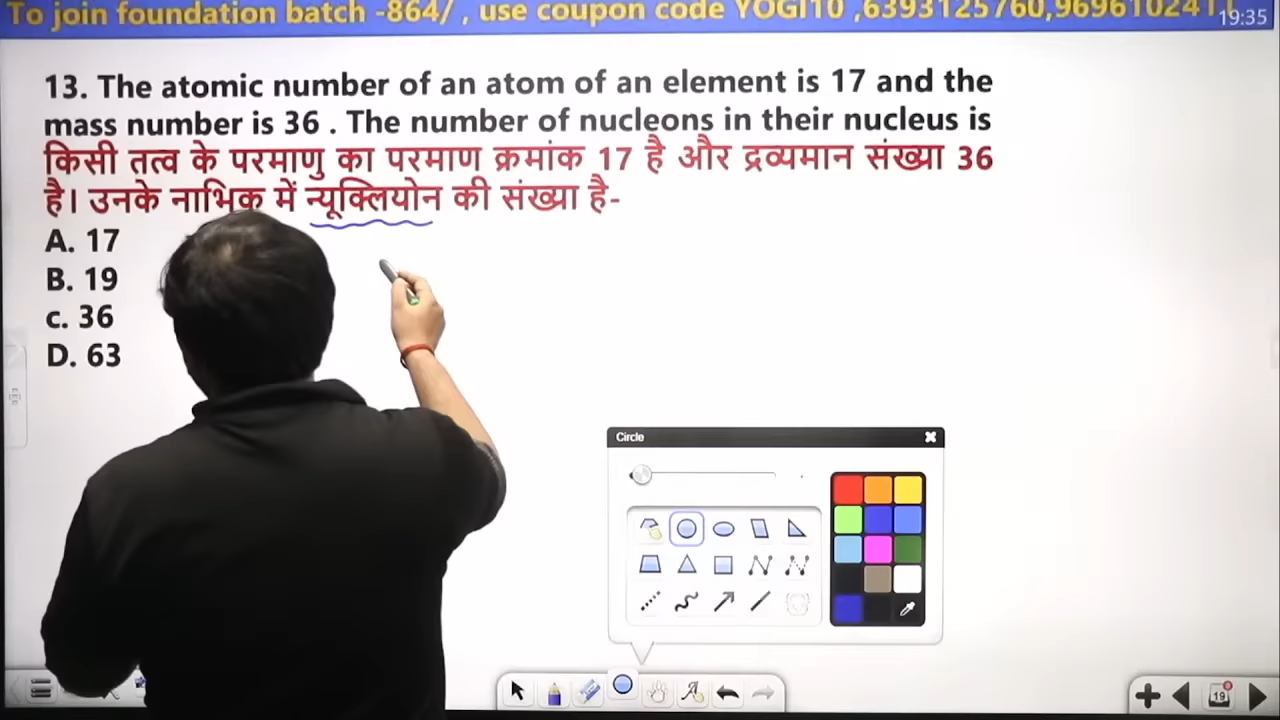 To join foundation batch -864/ , use coupon code YOGI10 ,6393125760,9696102411
19:35
13. The atomic number of an atom of an element is 17 and the
mass number is 36 . The number of nucleons in their nucleus is
किसी तत्व के परमाणु का परमाण क्रमांक 17 है और द्रव्यमान संख्या 36
है। उनके नाभिक में न्यूक्लियोन की संख्या है-
A. 17
B. 19
c. 36
D. 63
Circle
19